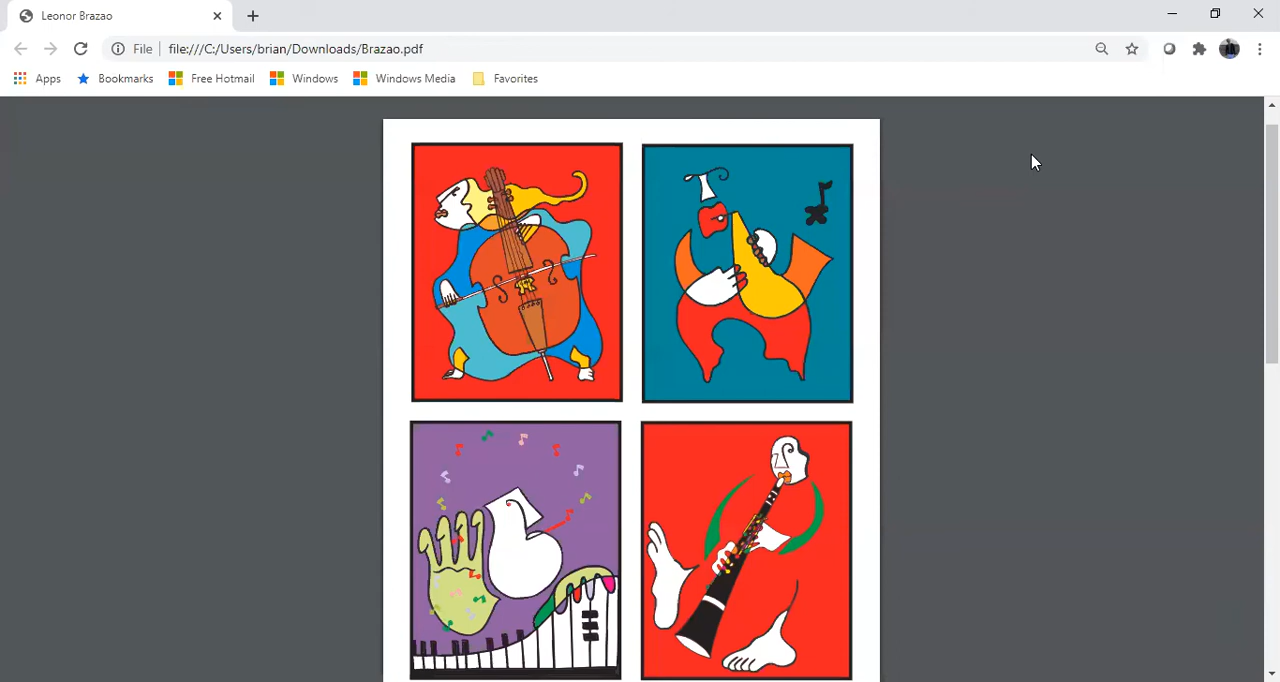 Leonor Brazao
File file:///C:/Users/brian/Downloads/Brazao.pdf
Apps Bookmarks Free Hotmail Windows Windows Media Favorites